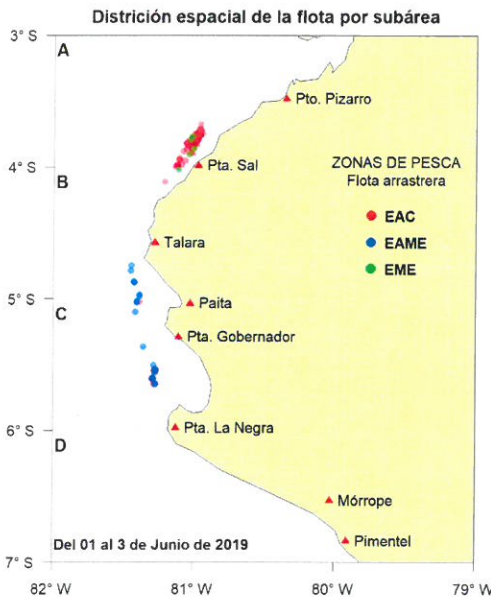 Districión espacial de la flota por subárea
3° S
A
Pto. Pizarro
4° S
Pta. Sal
ZONAS DE PESCA
Flota arrastrera
B
EAC
Talara
EAME
EME
5° S
C
Paita
Pta. Gobernador
6° S
Pta. La Negra
D
Mórrope
Pimentel
Del 01 al 3 de Junio de 2019
7° S
82° W
81° W
80° W
79° W